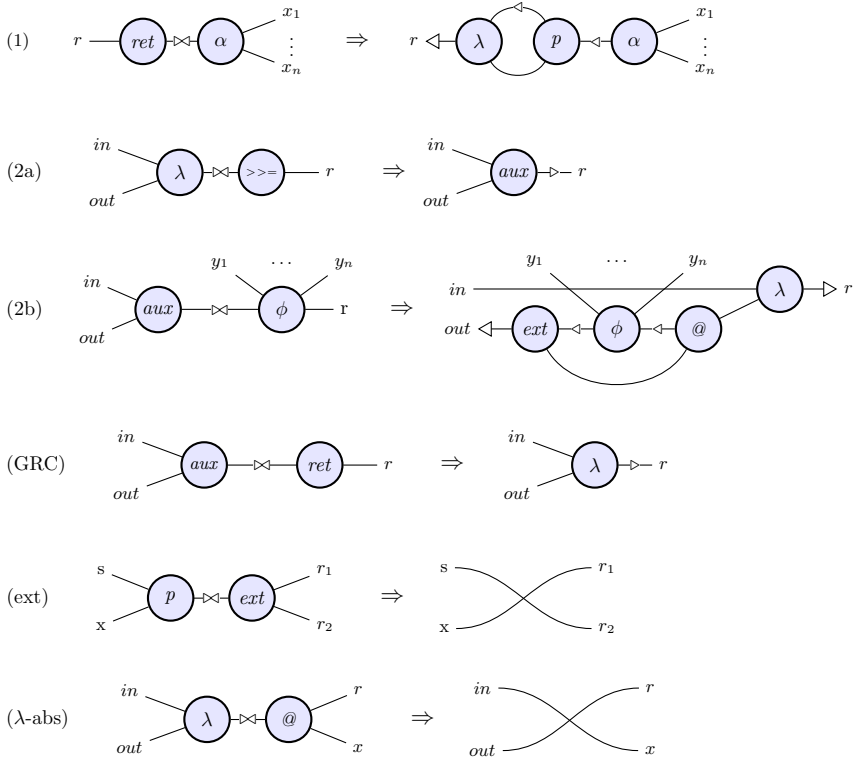 (1) r ret α x₁ ⋮ xₙ ⇒ r λ p α x₁ ⋮ xₙ
(2a) in out λ >>= r ⇒ in out aux r
(2b) in out aux y₁ ... yₙ ϕ r ⇒ in out ext y₁ ... yₙ ϕ @ λ r
(GRC) in out aux ret r ⇒ in out λ r
(ext) s x p ext r₁ r₂ ⇒ s x r₁ r₂
(λ-abs) in out λ @ r x ⇒ in out r x